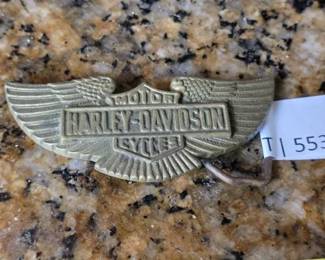 MOTOR
HARLEY-DAVIDSON
CYCLES
T | 553